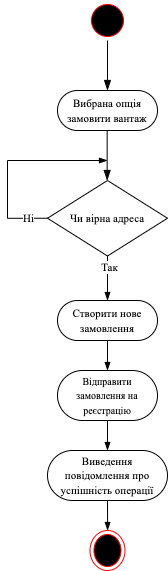 Вибрана опція
замовити вантаж
Чи вірна адреса
Ні
Так
Створити нове
замовлення
Відправити
замовлення на
реєстрацію
Виведення
повідомлення про
успішність операції